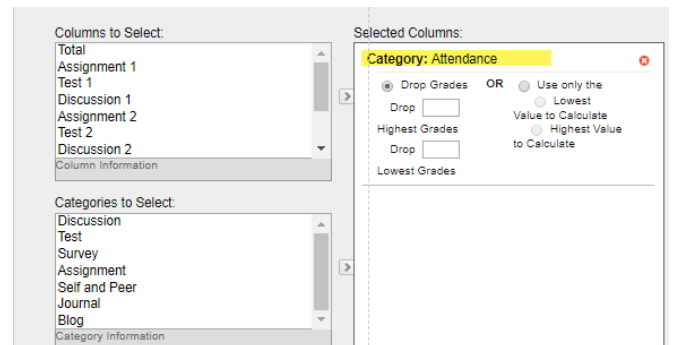 Columns to Select:
Total
Assignment 1
Test 1
Discussion 1
Assignment 2
Test 2
Discussion 2
Column Information
Categories to Select:
Discussion
Test
Survey
Assignment
Self and Peer
Journal
Blog
Category Information
Selected Columns:
Category: Attendance
Drop Grades OR Use only the
Drop
Highest Grades
Drop
Lowest Grades
Lowest
Value to Calculate
Highest Value
to Calculate